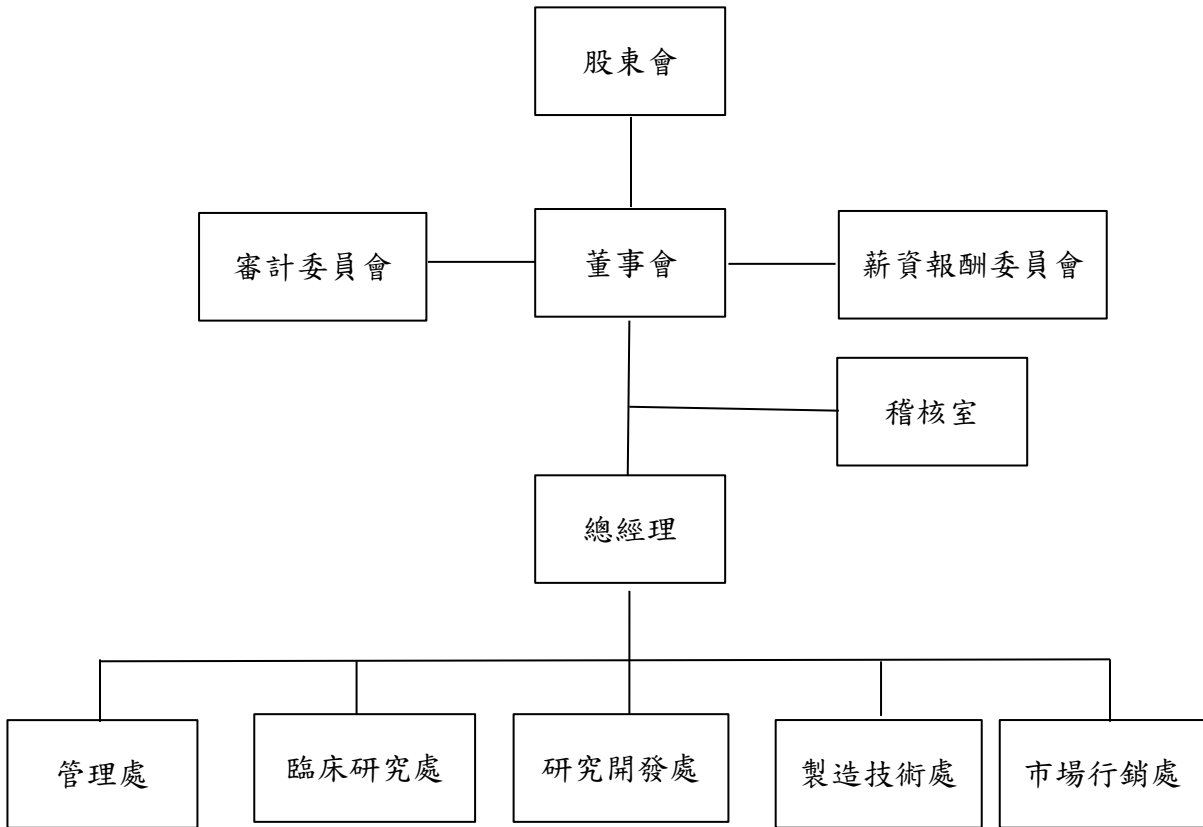 股東會
審計委員會
董事會
薪資報酬委員會
稽核室
總經理
管理處
臨床研究處
研究開發處
製造技術處
市場行銷處